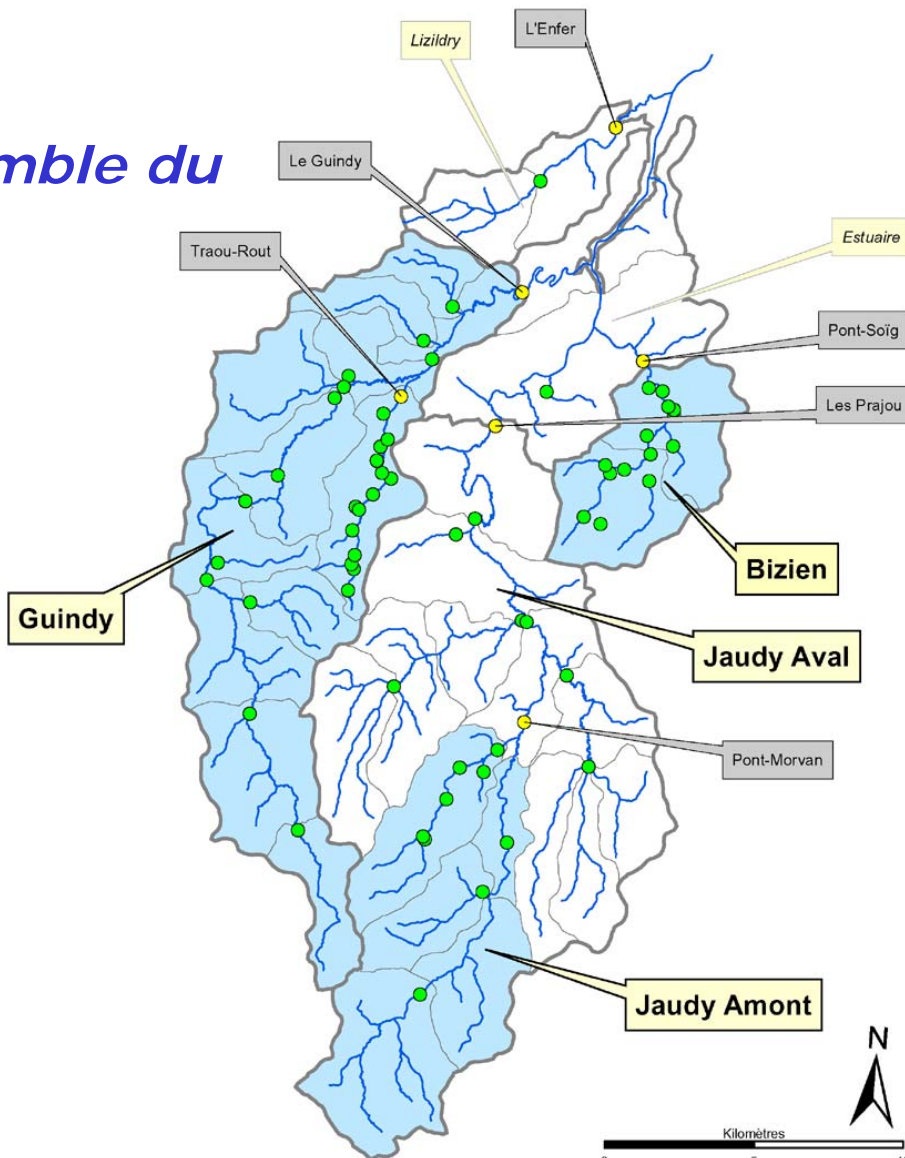 L'Enfer
Lizildry
mble du
Le Guindy
Traou-Rout
Estuaire
Pont-Soïg
Les Prajou
Bizien
Guindy
Jaudy Aval
Pont-Morvan
Jaudy Amont
N
Kilomètres